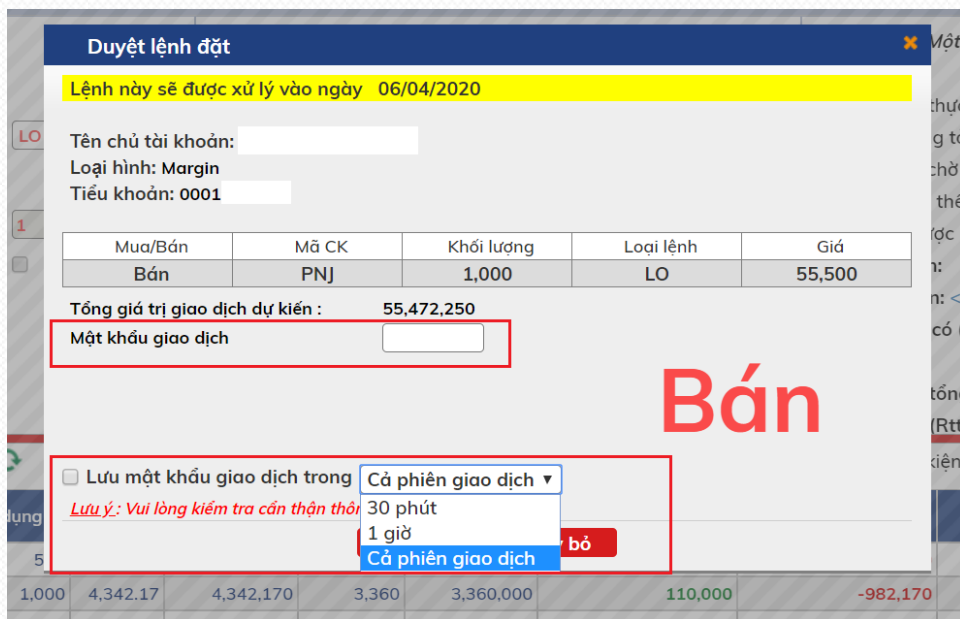 Duyệt lệnh đặt
Một
Lệnh này sẽ được xử lý vào ngày 06/04/2020
LO
Tên chủ tài khoản:
Loại hình: Margin
Tiểu khoản: 0001
1
Mua/Bán Mã CK Khối lượng Loại lệnh Giá
Bán PNJ 1,000 LO 55,500
Tổng giá trị giao dịch dự kiến : 55,472,250
Mật khẩu giao dịch
có
Bán
Lưu mật khẩu giao dịch trong Cả phiên giao dịch ▼
Lưu ý : Vui lòng kiểm tra cẩn thận
30 phút
1 giờ
bỏ
Cả phiên giao dịch
5
1,000 4,342.17 4,342,170 3,360 3,360,000 110,000 -982,170